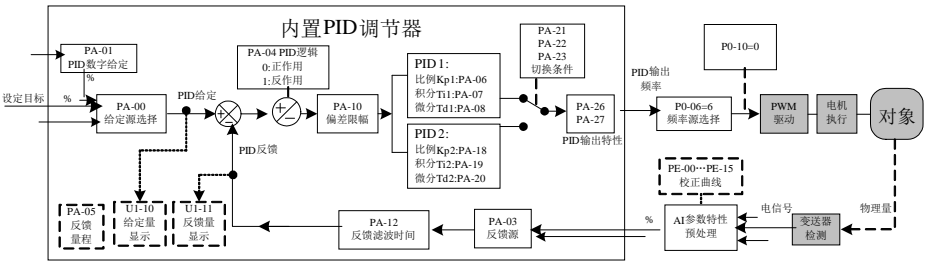 内置PID调节器
PA-01
PID数字给定
%
设定目标
%
PA-00
给定源选择
PID给定
PA-04 PID逻辑
0:正作用
1:反作用
PA-10
偏差限幅
PID1:
比例Kp1:PA-06
积分Ti1:PA-07
微分Td1:PA-08
PID2:
比例Kp2:PA-18
积分Ti2:PA-19
微分Td2:PA-20
PA-21
PA-22
PA-23
切换条件
PA-26
PA-27
PID输出特性
PID输出
频率
P0-10=0
P0-06=6
频率源选择
PWM
驱动
电机
执行
对象
PID反馈
PA-05
反馈
量程
U1-10
给定量
显示
U1-11
反馈量
显示
PA-12
反馈滤波时间
PA-03
反馈源
%
PE-00…PE-15
校正曲线
AI参数特性
预处理
电信号
变送器
检测
物理量